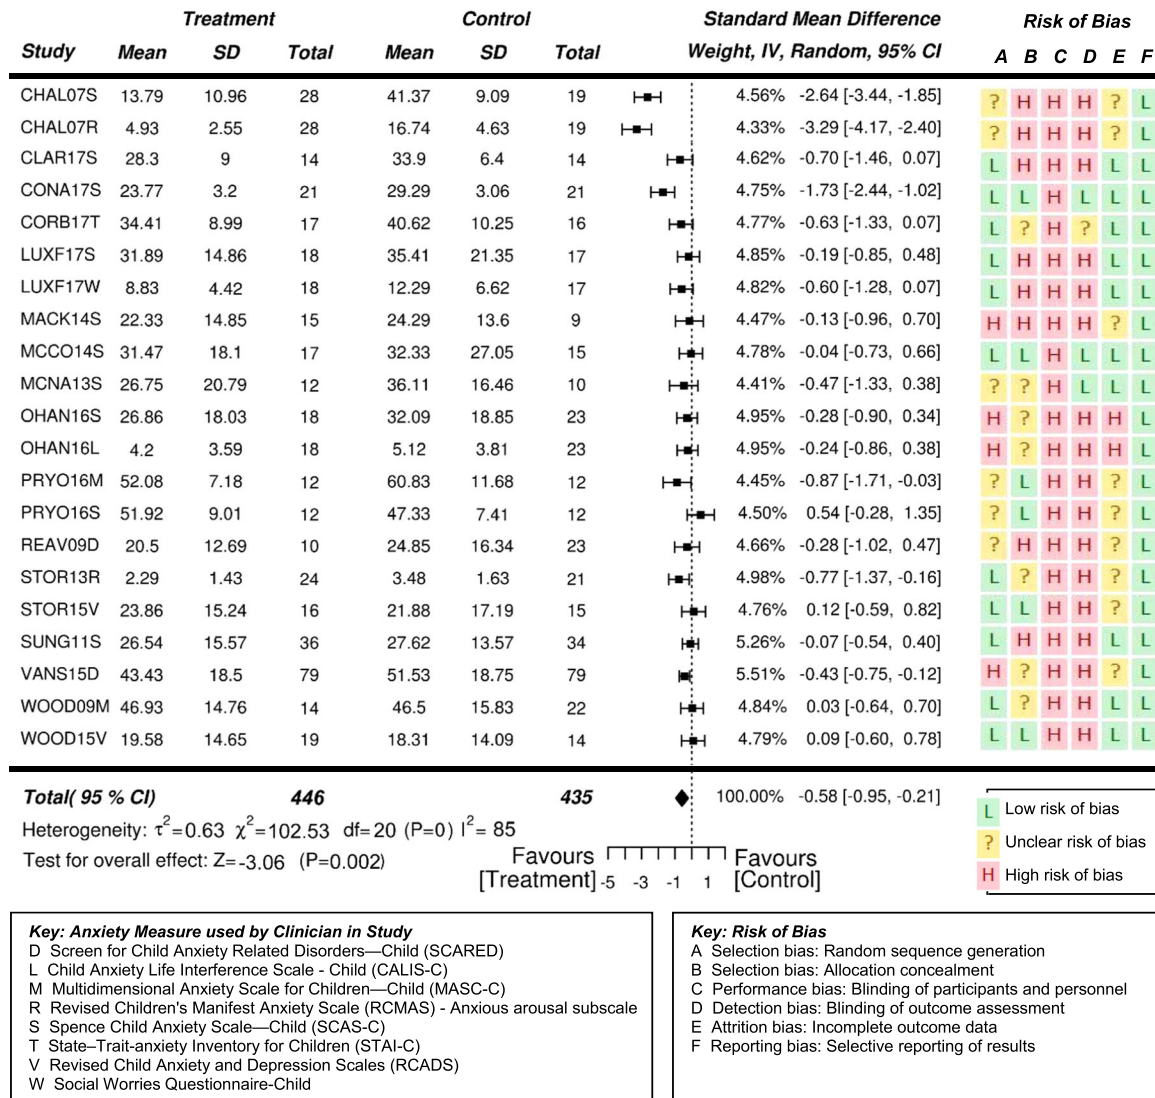 Treatment Control Standard Mean Difference Risk of Bias
Study Mean SD Total Mean SD Total Weight, IV, Random, 95% CI A B C D E F
CHAL07S 13.79 10.96 28 41.37 9.09 19 4.56% -2.64 [-3.44, -1.85] ? H H H ? L
CHAL07R 4.93 2.55 28 16.74 4.63 19 4.33% -3.29 [-4.17, -2.40] ? H H H ? L
CLAR17S 28.3 9 14 33.9 6.4 14 4.62% -0.70 [-1.46, 0.07] L H H H L L
CONA17S 23.77 3.2 21 29.29 3.06 21 4.75% -1.73 [-2.44, -1.02] L L H L L L
CORB17T 34.41 8.99 17 40.62 10.25 16 4.77% -0.63 [-1.33, 0.07] L ? H ? L L
LUXF17S 31.89 14.86 18 35.41 21.35 17 4.85% -0.19 [-0.85, 0.48] L H H H L L
LUXF17W 8.83 4.42 18 12.29 6.62 17 4.82% -0.60 [-1.28, 0.07] L H H H L L
MACK14S 22.33 14.85 15 24.29 13.6 9 4.47% -0.13 [-0.96, 0.70] H H H H ? L
MCCO14S 31.47 18.1 17 32.33 27.05 15 4.78% -0.04 [-0.73, 0.66] L L H L L L
MCNA13S 26.75 20.79 12 36.11 16.46 10 4.41% -0.47 [-1.33, 0.38] ? ? H L L L
OHAN16S 26.86 18.03 18 32.09 18.85 23 4.95% -0.28 [-0.90, 0.34] H ? H H H L
OHAN16L 4.2 3.59 18 5.12 3.81 23 4.95% -0.24 [-0.86, 0.38] H ? H H H L
PRYO16M 52.08 7.18 12 60.83 11.68 12 4.45% -0.87 [-1.71, -0.03] ? L H H ? L
PRYO16S 51.92 9.01 12 47.33 7.41 12 4.50% 0.54 [-0.28, 1.35] ? L H H ? L
REAV09D 20.5 12.69 10 24.85 16.34 23 4.66% -0.28 [-1.02, 0.47] ? H H H ? L
STOR13R 2.29 1.43 24 3.48 1.63 21 4.98% -0.77 [-1.37, -0.16] L ? H H ? L
STOR15V 23.86 15.24 16 21.88 17.19 15 4.76% 0.12 [-0.59, 0.82] L L H H ? L
SUNG11S 26.54 15.57 36 27.62 13.57 34 5.26% -0.07 [-0.54, 0.40] L H H H L L
VANS15D 43.43 18.5 79 51.53 18.75 79 5.51% -0.43 [-0.75, -0.12] H ? H H ? L
WOOD09M 46.93 14.76 14 46.5 15.83 22 4.84% 0.03 [-0.64, 0.70] L ? H H L L
WOOD15V 19.58 14.65 19 18.31 14.09 14 4.79% 0.09 [-0.60, 0.78] L L H H L L
Total( 95 % CI) 446 435 100.00% -0.58 [-0.95, -0.21]
Heterogeneity: τ²=0.63 χ²=102.53 df=20 (P=0) I²= 85
Test for overall effect: Z=-3.06 (P=0.002)
Favours [Treatment] -5 -3 -1 1 Favours [Control]
L Low risk of bias
? Unclear risk of bias
H High risk of bias
Key: Anxiety Measure used by Clinician in Study
D Screen for Child Anxiety Related Disorders—Child (SCARED)
L Child Anxiety Life Interference Scale - Child (CALIS-C)
M Multidimensional Anxiety Scale for Children—Child (MASC-C)
R Revised Children's Manifest Anxiety Scale (RCMAS) - Anxious arousal subscale
S Spence Child Anxiety Scale—Child (SCAS-C)
T State–Trait-anxiety Inventory for Children (STAI-C)
V Revised Child Anxiety and Depression Scales (RCADS)
W Social Worries Questionnaire-Child
Key: Risk of Bias
A Selection bias: Random sequence generation
B Selection bias: Allocation concealment
C Performance bias: Blinding of participants and personnel
D Detection bias: Blinding of outcome assessment
E Attrition bias: Incomplete outcome data
F Reporting bias: Selective reporting of results